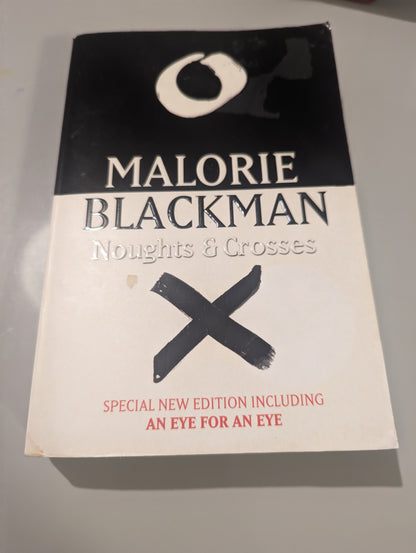 MALORIE
BLACKMAN
Noughts & Crosses
SPECIAL NEW EDITION INCLUDING
AN EYE FOR AN EYE